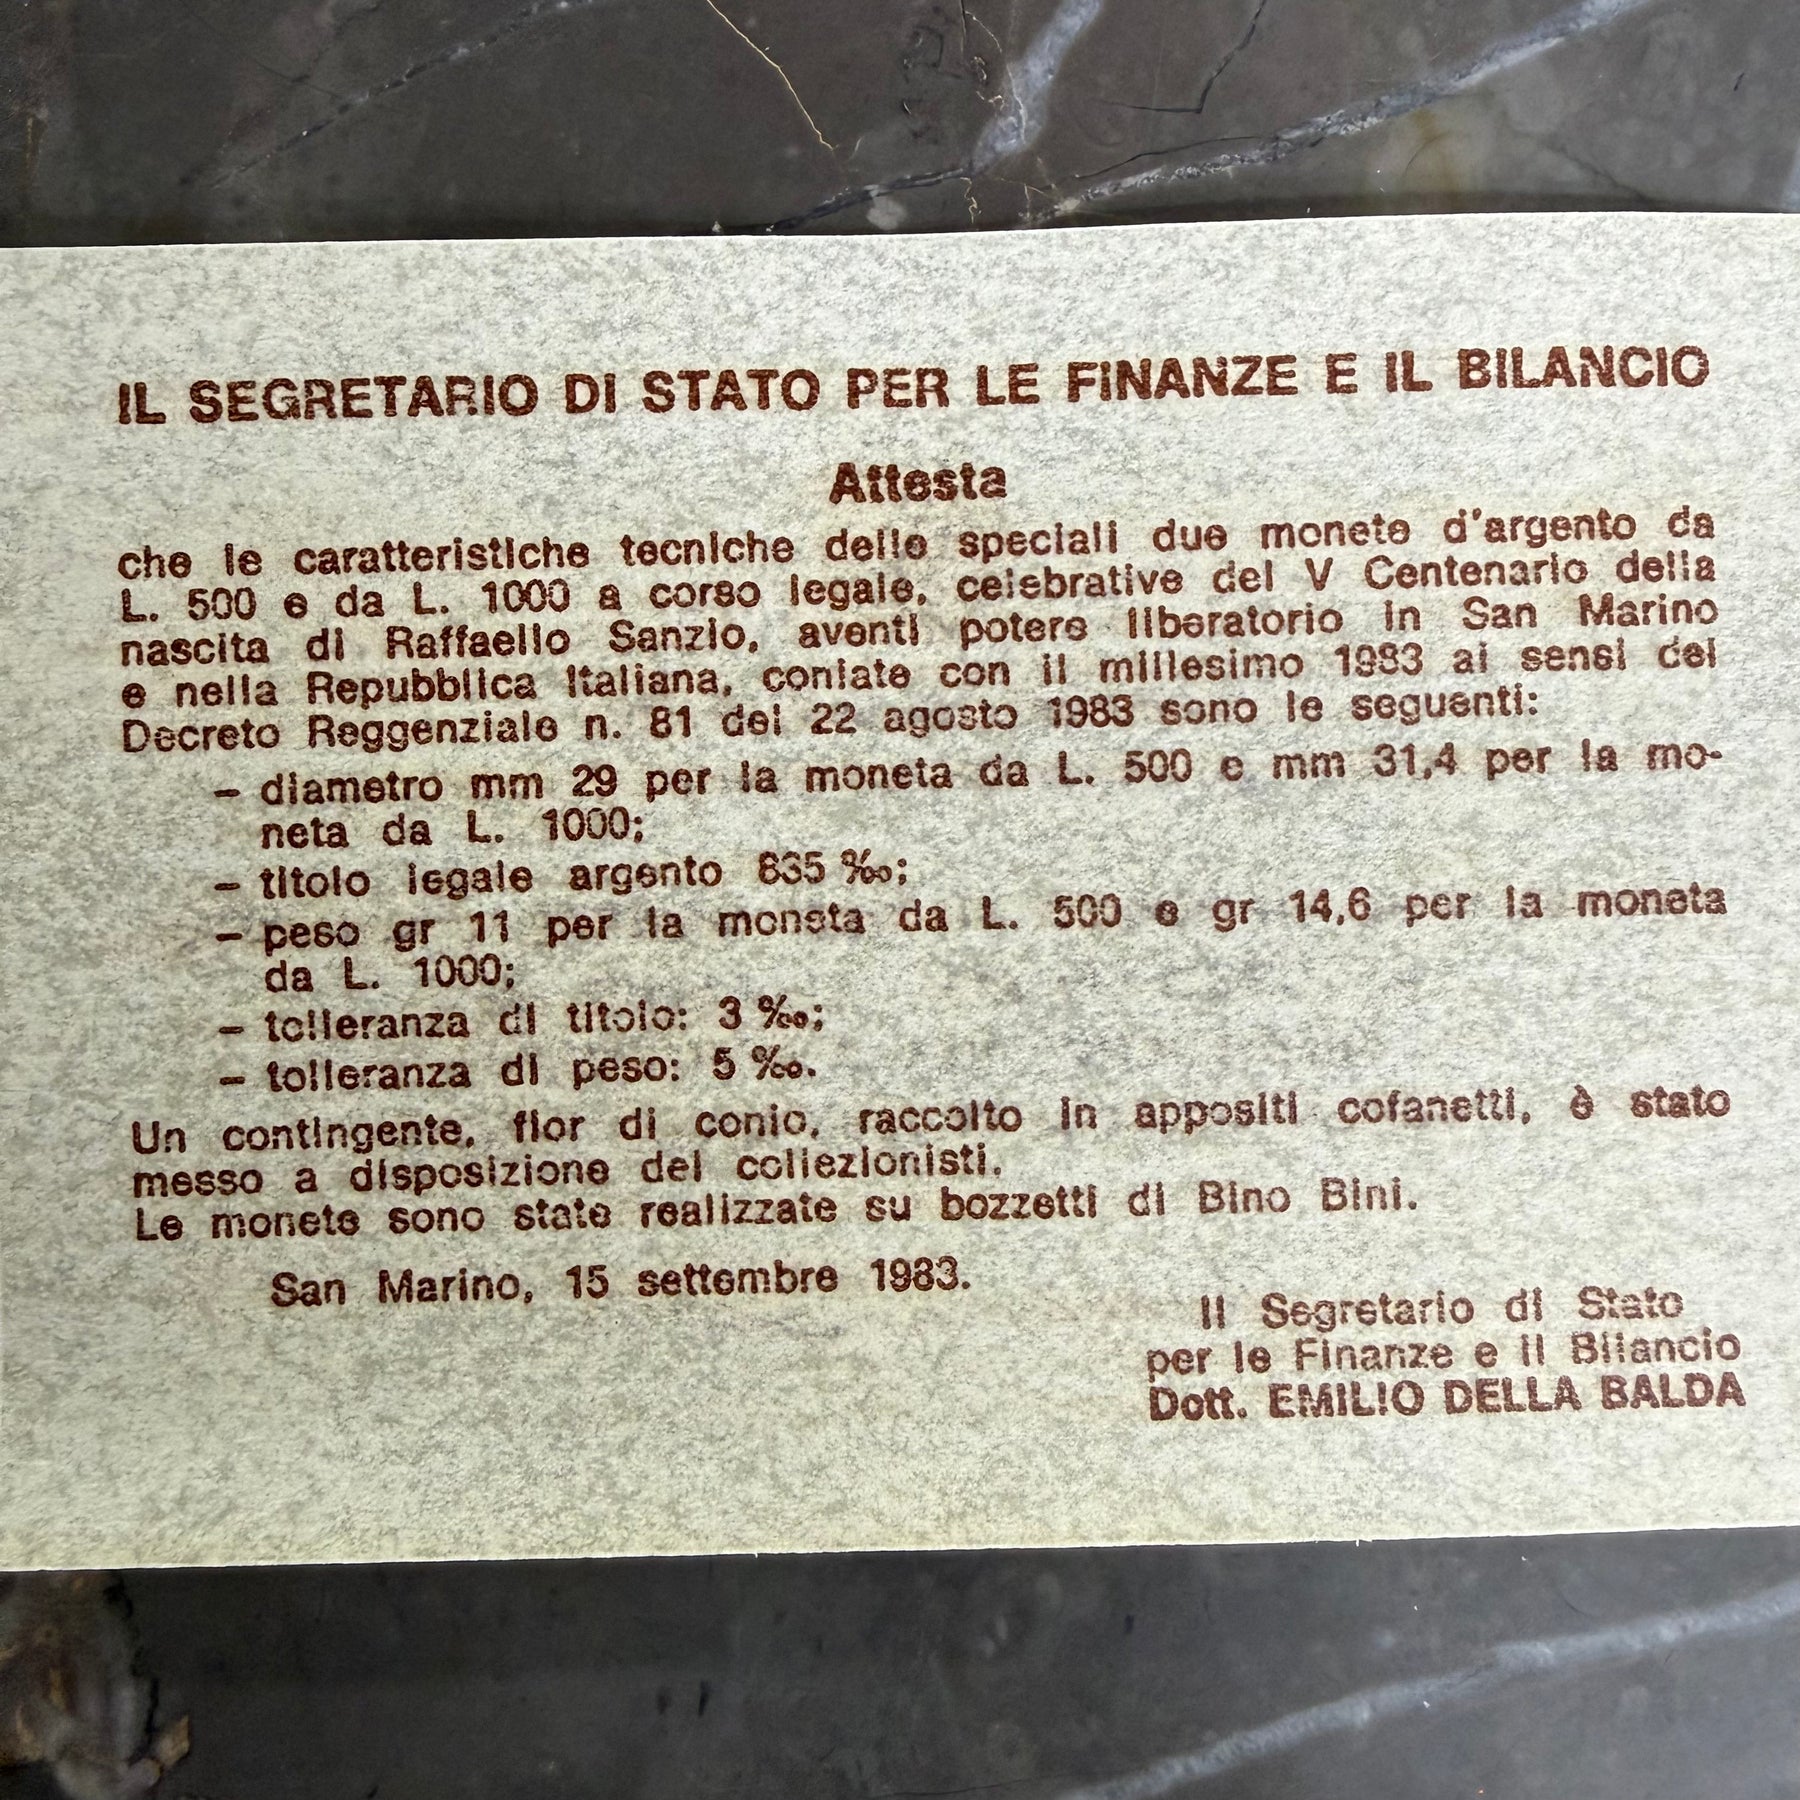 IL SEGRETARIO DI STATO PER LE FINANZE E IL BILANCIO
Attesta
che le caratteristiche tecniche delle speciali due monete d'argento da
L. 500 e da L. 1000 a corso legale, celebrative del V Centenario della
nascita di Raffaello Sanzio, aventi potere liberatorio in San Marino
e nella Repubblica Italiana, coniate con il millesimo 1983 ai sensi del
Decreto Reggenziale n. 81 del 22 agosto 1983 sono le seguenti:
– diametro mm 29 per la moneta da L. 500 e mm 31,4 per la mo-
neta da L. 1000;
– titolo legale argento 835 ‰;
– peso gr 11 per la moneta da L. 500 e gr 14,6 per la moneta
da L. 1000;
– tolleranza di titolo: 3 ‰;
– tolleranza di peso: 5 ‰.
Un contingente, fior di conio, raccolto in appositi cofanetti, è stato
messo a disposizione dei collezionisti.
Le monete sono state realizzate su bozzetti di Bino Bini.
San Marino, 15 settembre 1983.
Il Segretario di Stato
per le Finanze e il Bilancio
Dott. EMILIO DELLA BALDA